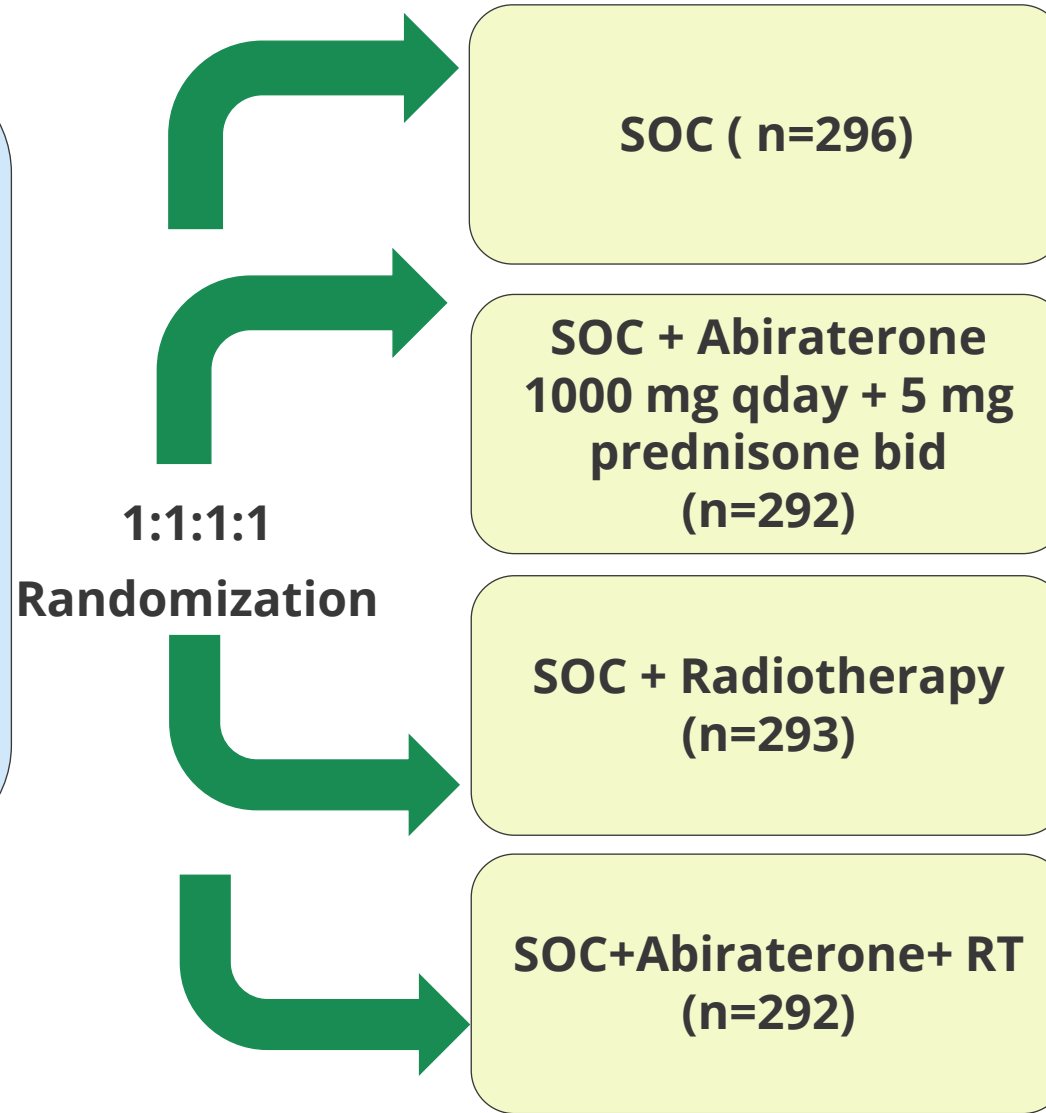 SOC ( n=296)
SOC + Abiraterone
1000 mg qday + 5 mg
prednisone bid
(n=292)
1:1:1:1
Randomization
SOC + Radiotherapy
(n=293)
SOC+Abiraterone+ RT
(n=292)